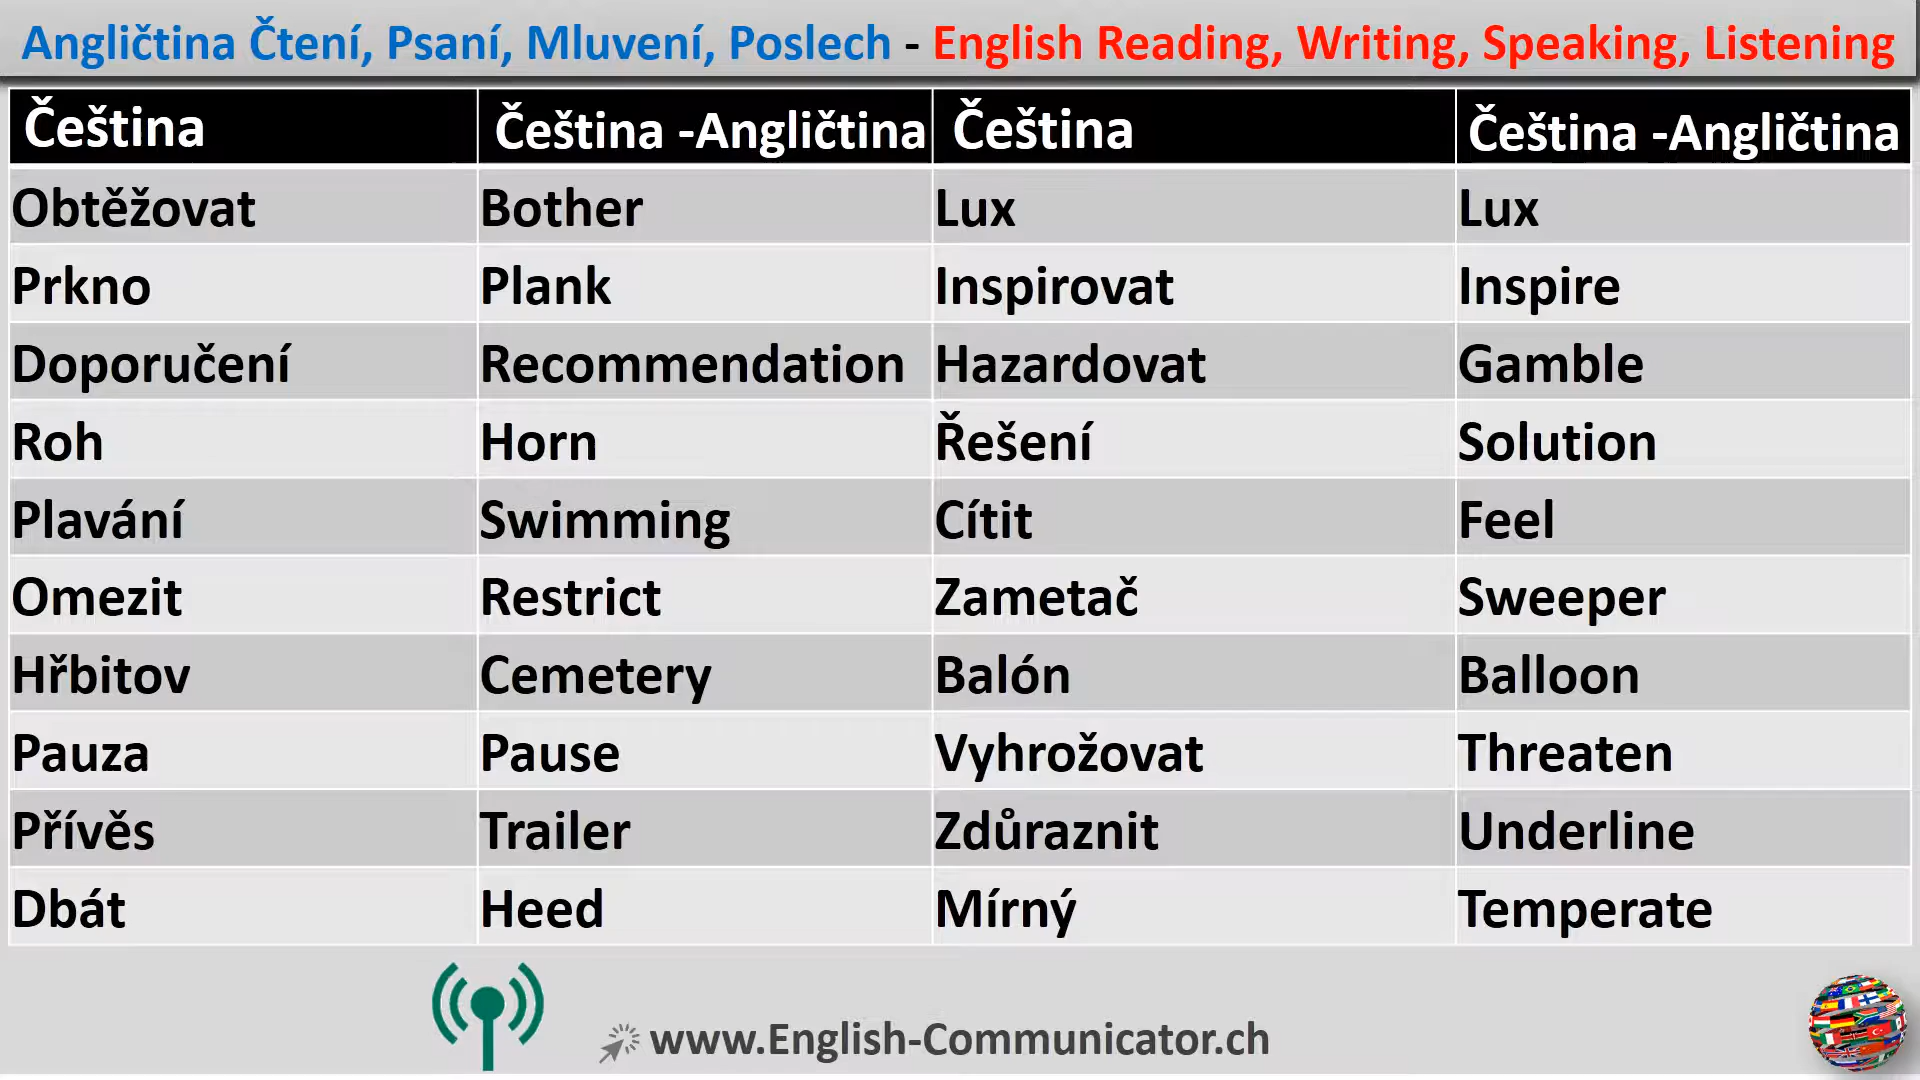 Angličtina Čtení, Psaní, Mluvení, Poslech - English Reading, Writing, Speaking, Listening
Čeština Čeština -Angličtina Čeština Čeština -Angličtina
Obtěžovat Bother Lux Lux
Prkno Plank Inspirovat Inspire
Doporučení Recommendation Hazardovat Gamble
Roh Horn Řešení Solution
Plavání Swimming Cítit Feel
Omezit Restrict Zametač Sweeper
Hřbitov Cemetery Balón Balloon
Pauza Pause Vyhrožovat Threaten
Přívěs Trailer Zdůraznit Underline
Dbát Heed Mírný Temperate
www.English-Communicator.ch